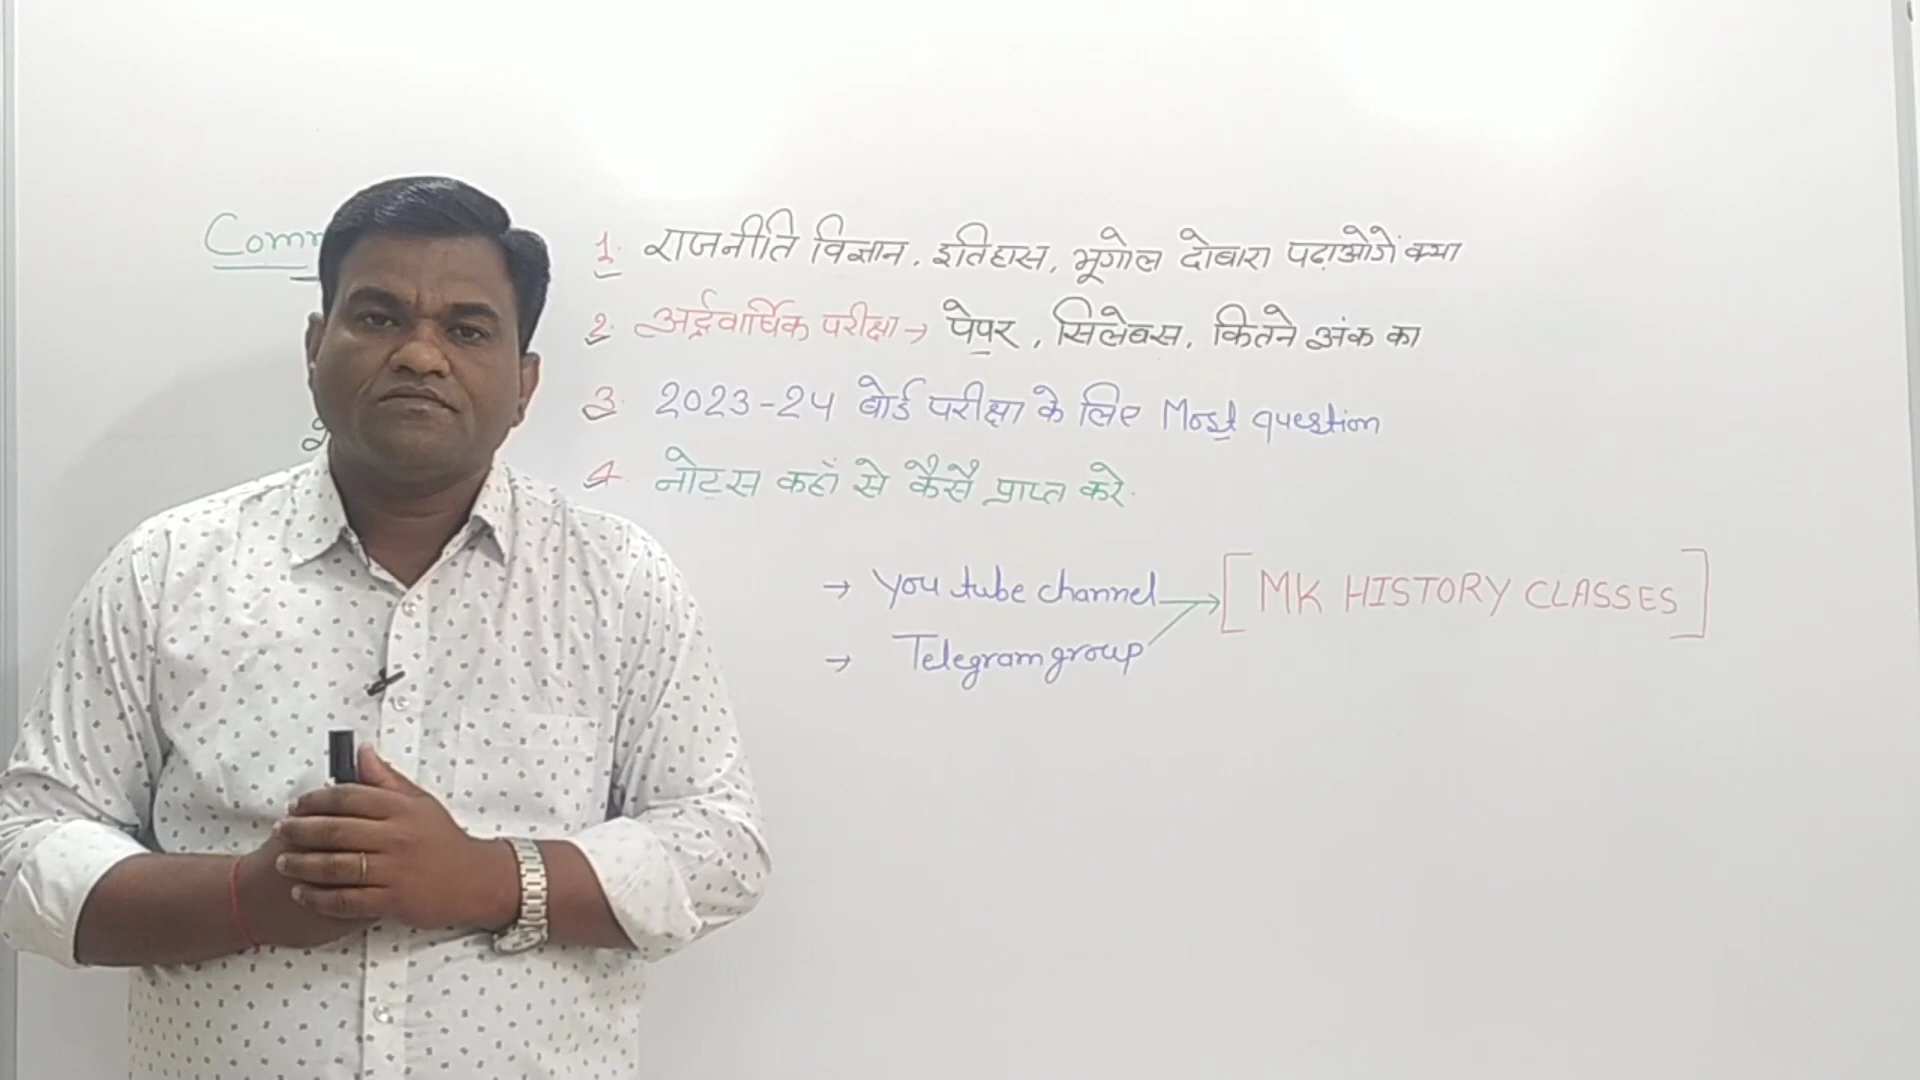 Comm
1. राजनीति विज्ञान, इतिहास, भूगोल दोबारा पढ़ाओगें क्या
2. अर्द्धवार्षिक परीक्षा → पेपर, सिलेबस, कितने अंक का
3. 2023-24 बोर्ड परीक्षा के लिए Most question
4. नोटस कहाँ से कैसै प्राप्त करे.
→ You tube channel → [MK HISTORY CLASSES]
→ Telegram group